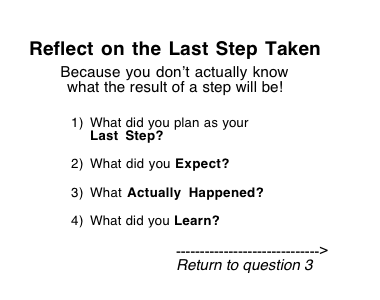 Reflect on the Last Step Taken
Because you don't actually know
what the result of a step will be!
1) What did you plan as your
Last Step?
2) What did you Expect?
3) What Actually Happened?
4) What did you Learn?
------------------------------>
Return to question 3